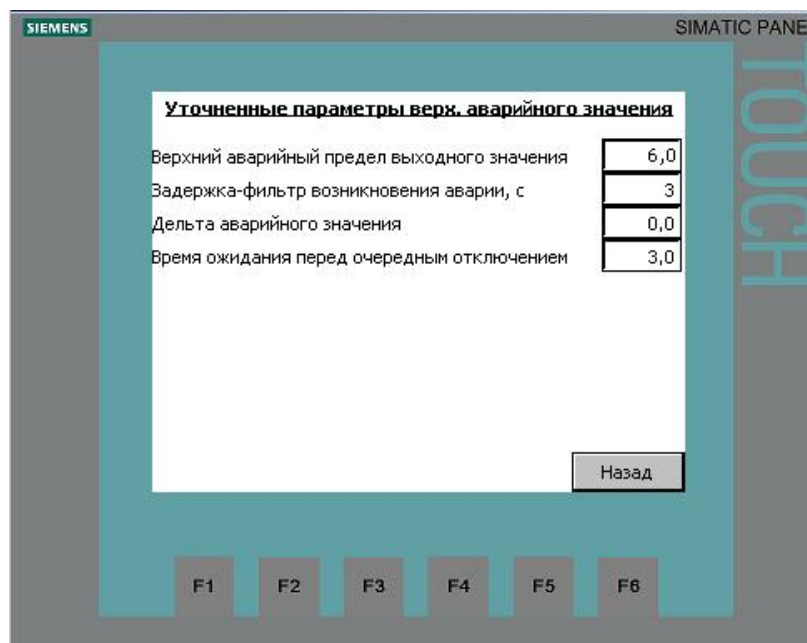 SIEMENS
SIMATIC PANE
TOUCH
Уточненные параметры верх. аварийного значения
Верхний аварийный предел выходного значения 6,0
Задержка-фильтр возникновения аварии, с 3
Дельта аварийного значения 0,0
Время ожидания перед очередным отключением 3,0
Назад
F1 F2 F3 F4 F5 F6